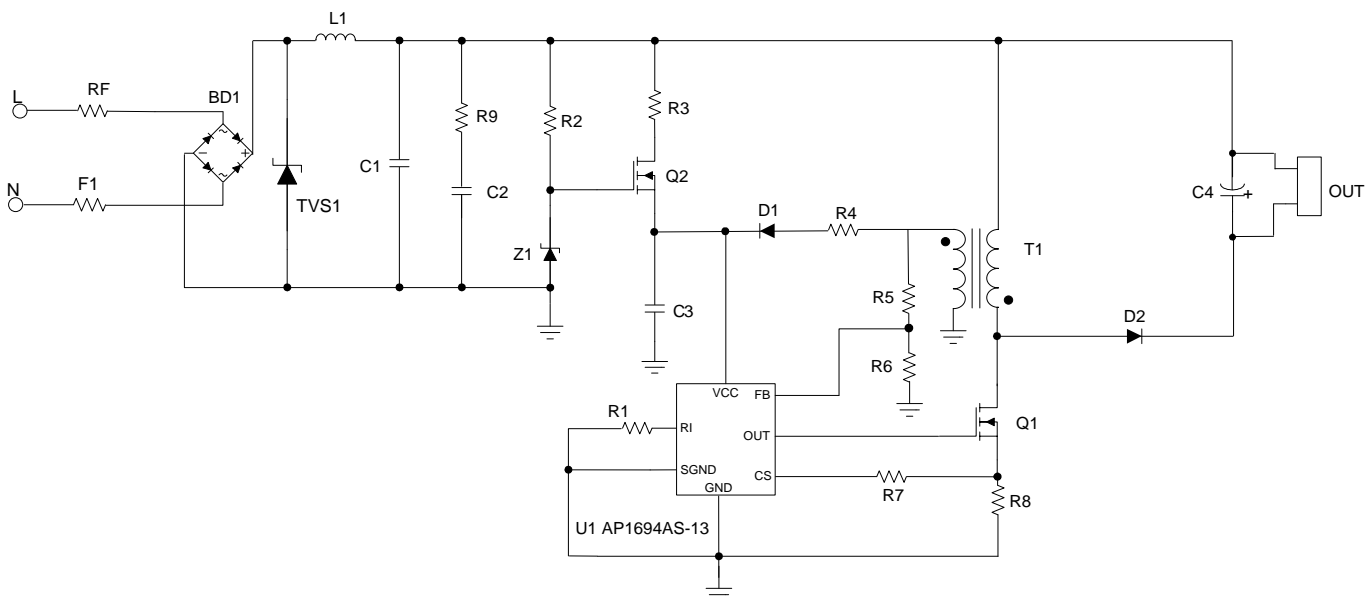 L1
L
RF
BD1
R9
R2
R3
C1
C2
Q2
N
F1
TVS1
C4
+
OUT
D1
R4
Z1
T1
C3
R5
D2
R6
VCC
FB
R1
RI
OUT
Q1
SGND
CS
GND
R7
R8
U1 AP1694AS-13